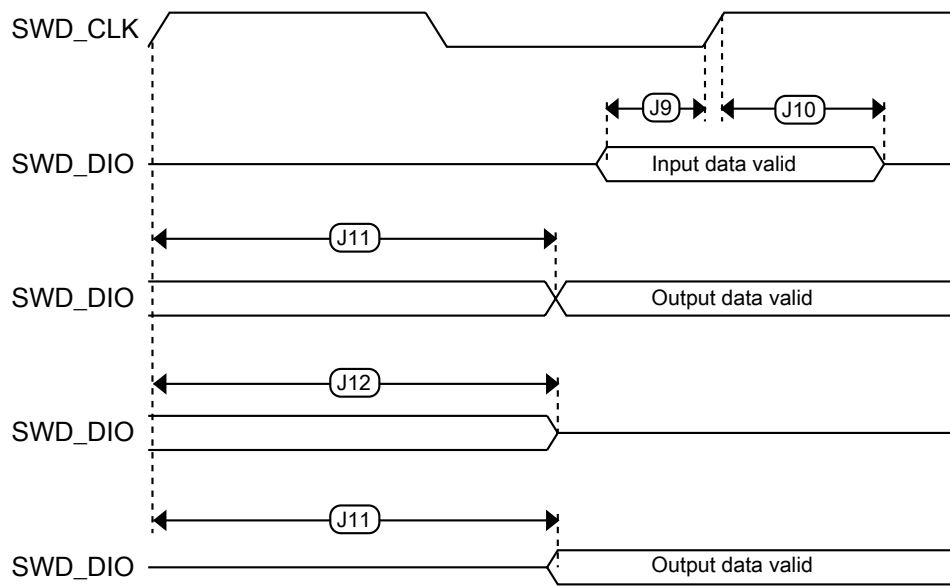 SWD_CLK
J9
J10
SWD_DIO
Input data valid
J11
SWD_DIO
Output data valid
J12
SWD_DIO
J11
SWD_DIO
Output data valid